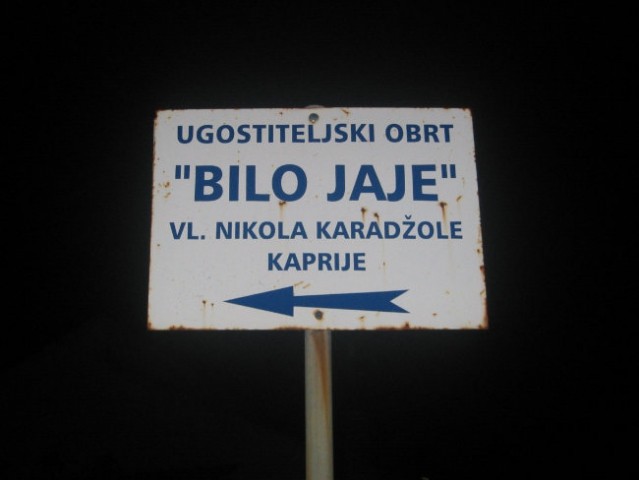 UGOSTITELJSKI OBRT
"BILO JAJE"
VL. NIKOLA KARADŽOLE
KAPRIJE